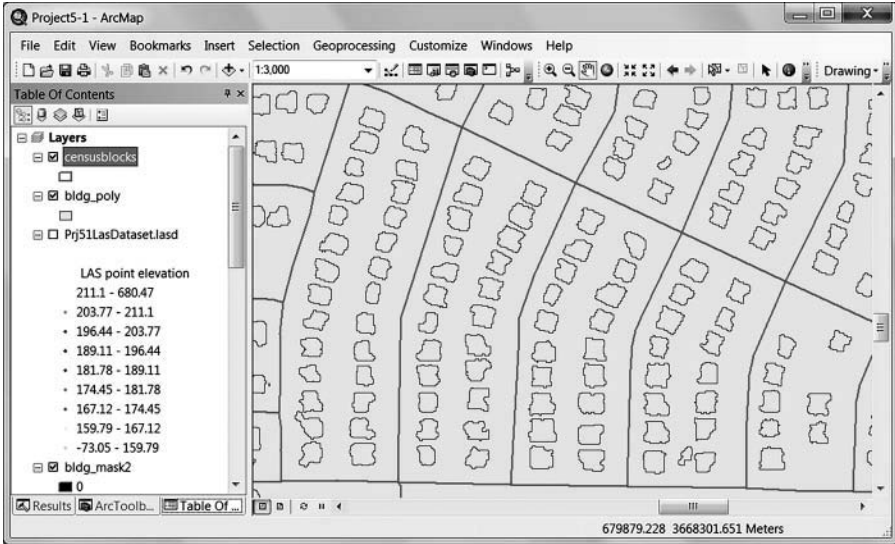 Project5-1 - ArcMap
File Edit View Bookmarks Insert Selection Geoprocessing Customize Windows Help
1:3,000
Drawing
Table Of Contents
Layers
censusblocks
bldg_poly
Prj51LasDataset.lasd
LAS point elevation
211.1 - 680.47
203.77 - 211.1
196.44 - 203.77
189.11 - 196.44
181.78 - 189.11
174.45 - 181.78
167.12 - 174.45
159.79 - 167.12
-73.05 - 159.79
bldg_mask2
0
Results ArcToolb... Table Of ...
679879.228 3668301.651 Meters